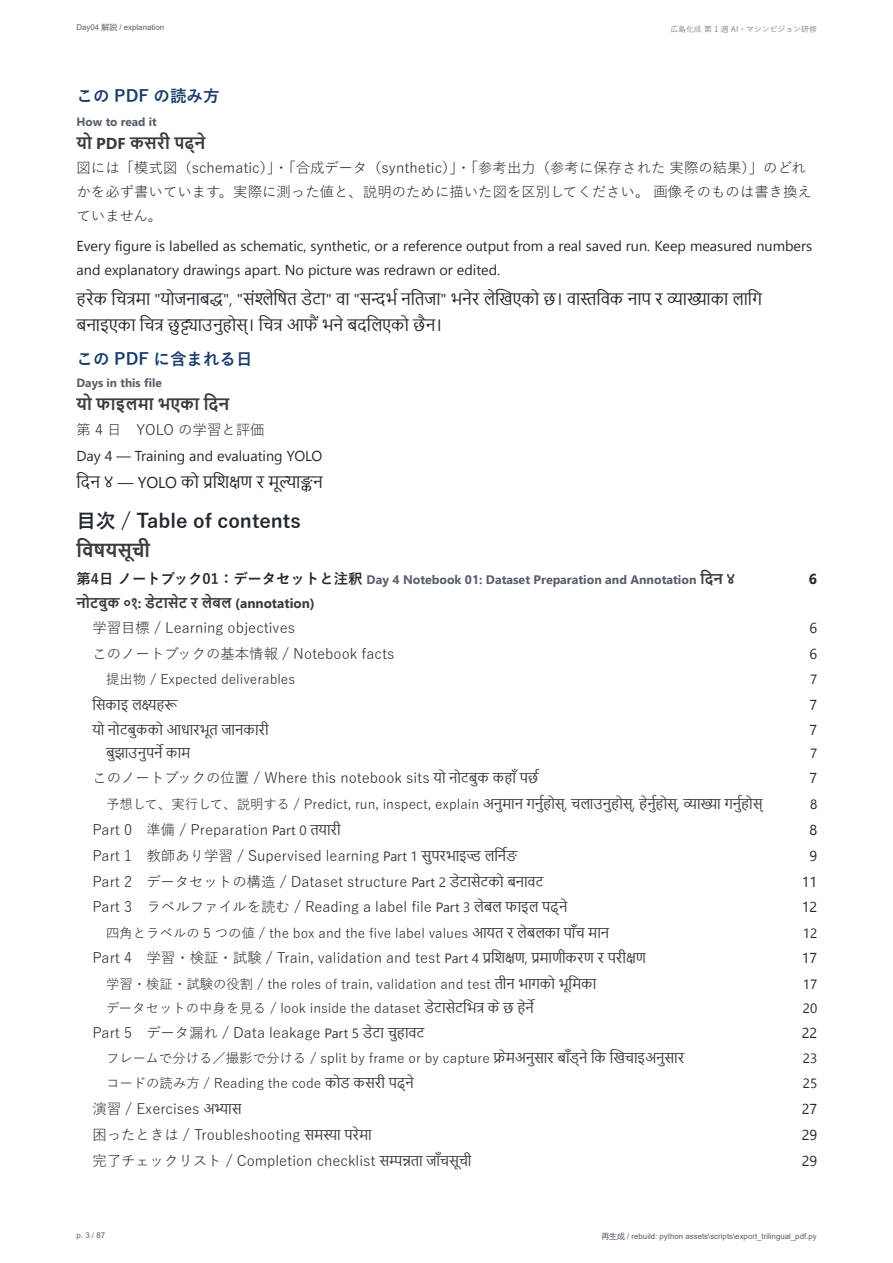 Day04 解説 / explanation
広島化成 第 1 週 AI・マシンビジョン研修
この PDF の読み方
How to read it
यो PDF कसरी पढ्ने
図には「模式図（schematic）」・「合成データ（synthetic）」・「参考出力（参考に保存された 実際の結果）」のどれ
かを必ず書いています。実際に測った値と、説明のために描いた図を区別してください。 画像そのものは書き換え
ていません。
Every figure is labelled as schematic, synthetic, or a reference output from a real saved run. Keep measured numbers
and explanatory drawings apart. No picture was redrawn or edited.
हरेक चित्रमा "योजनाबद्ध", "संश्लेषित डेटा" वा "सन्दर्भ नतिजा" भनेर लेखिएको छ। वास्तविक नाप र व्याख्याका लागि
बनाइएका चित्र छुट्ट्याउनुहोस्। चित्र आफैं भने बदलिएको छैन।
この PDF に含まれる日
Days in this file
यो फाइलमा भएका दिन
第 4 日　YOLO の学習と評価
Day 4 — Training and evaluating YOLO
दिन ४ — YOLO को प्रशिक्षण र मूल्याङ्कन
目次 / Table of contents
विषयसूची
第4日 ノートブック01：データセットと注釈 Day 4 Notebook 01: Dataset Preparation and Annotation दिन ४ 6
नोटबुक ०१: डेटासेट र लेबल (annotation)
学習目標 / Learning objectives 6
このノートブックの基本情報 / Notebook facts 6
提出物 / Expected deliverables 7
सिकाइ लक्ष्यहरू 7
यो नोटबुकको आधारभूत जानकारी 7
बुझाउनुपर्ने काम 7
このノートブックの位置 / Where this notebook sits यो नोटबुक कहाँ पर्छ 7
予想して、実行して、説明する / Predict, run, inspect, explain अनुमान गर्नुहोस्, चलाउनुहोस्, हेर्नुहोस्, व्याख्या गर्नुहोस् 8
Part 0　準備 / Preparation Part 0 तयारी 8
Part 1　教師あり学習 / Supervised learning Part 1 सुपरभाइज्ड लर्निङ 9
Part 2　データセットの構造 / Dataset structure Part 2 डेटासेटको बनावट 11
Part 3　ラベルファイルを読む / Reading a label file Part 3 लेबल फाइल पढ्ने 12
四角とラベルの 5 つの値 / the box and the five label values आयत र लेबलका पाँच मान 12
Part 4　学習・検証・試験 / Train, validation and test Part 4 प्रशिक्षण, प्रमाणीकरण र परीक्षण 17
学習・検証・試験の役割 / the roles of train, validation and test तीन भागको भूमिका 17
データセットの中身を見る / look inside the dataset डेटासेटभित्र के छ हेर्ने 20
Part 5　データ漏れ / Data leakage Part 5 डेटा चुहावट 22
フレームで分ける／撮影で分ける / split by frame or by capture फ्रेमअनुसार बाँड्ने कि खिचाइअनुसार 23
コードの読み方 / Reading the code कोड कसरी पढ्ने 25
演習 / Exercises अभ्यास 27
困ったときは / Troubleshooting समस्या परेमा 29
完了チェックリスト / Completion checklist सम्पन्नता जाँचसूची 29
p. 3 / 87
再生成 / rebuild: python assets\scripts\export_trilingual_pdf.py